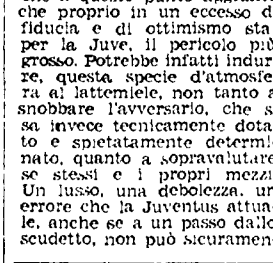 che proprio in un eccesso d
fiducia e di ottimismo sta
per la Juve, il pericolo più
grosso. Potrebbe infatti indur
re, questa specie d'atmosfe
ra al lattemiele, non tanto a
snobbare l'avversario, che s
sa invece tecnicamente dota
to e spietatamente determi
nato, quanto a sopravalutare
se stessi e i propri mezzi
Un lusso, una debolezza, un
errore che la Juventus attua
le, anche se a un passo dallo
scudetto, non può sicuramen